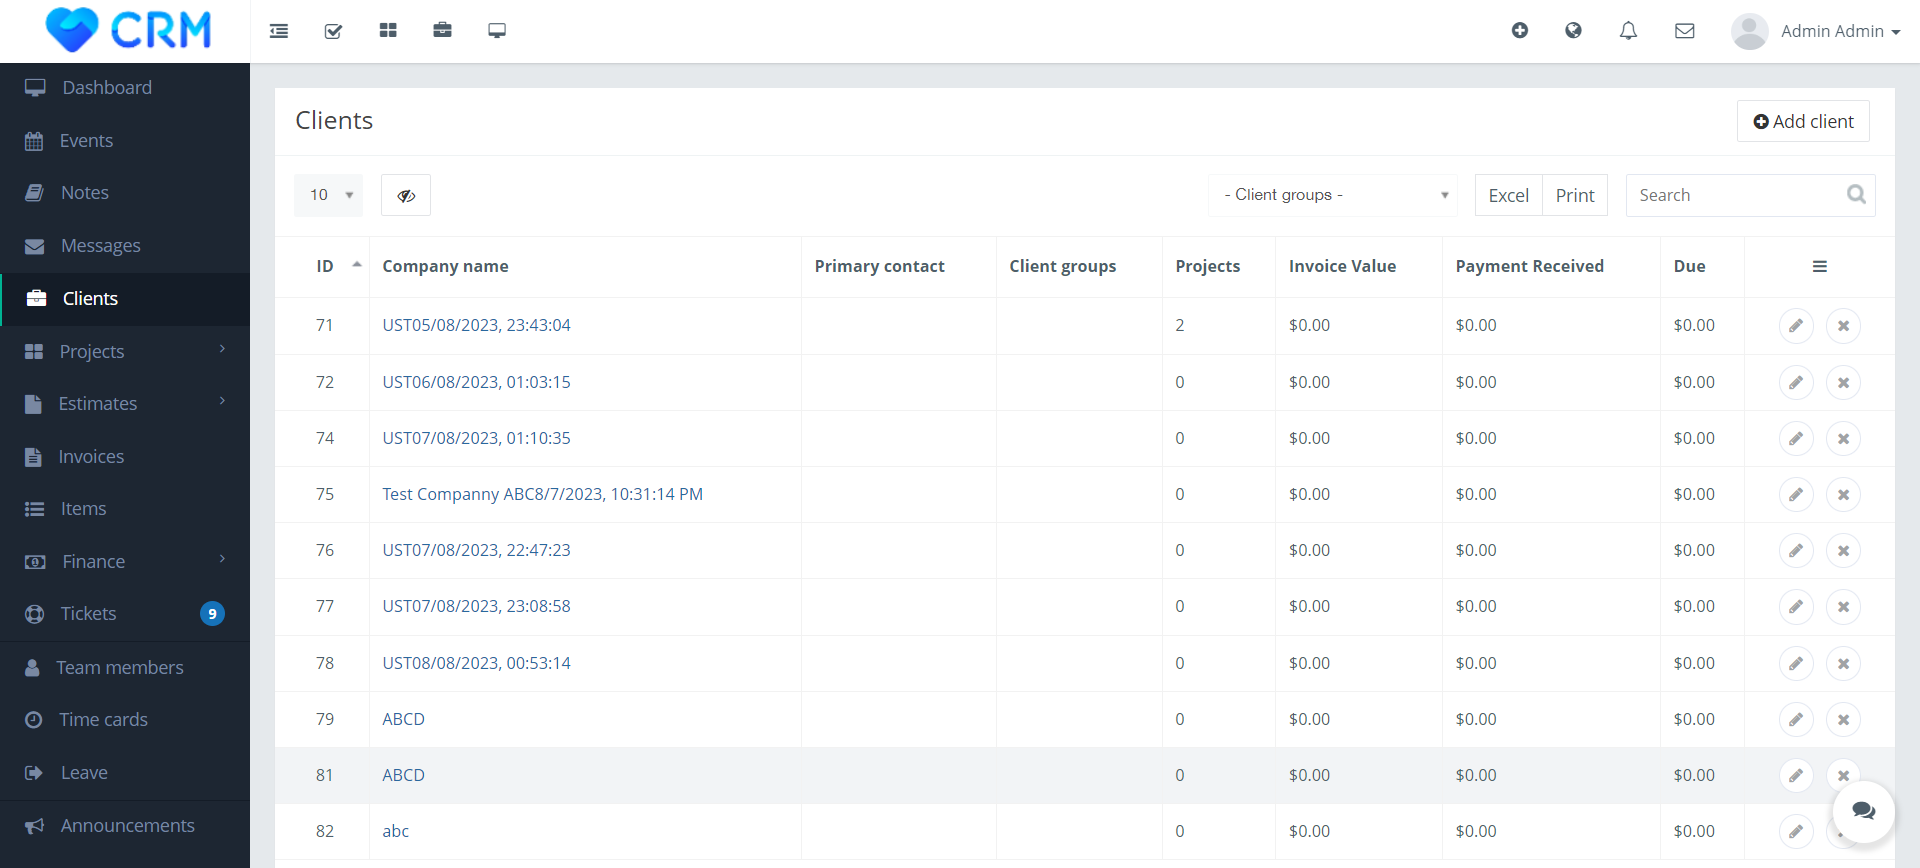 CRM
Admin Admin
Dashboard
Events
Notes
Messages
Clients
Projects
Estimates
Invoices
Items
Finance
Tickets 9
Team members
Time cards
Leave
Announcements
Clients
Add client
10
- Client groups -
Excel Print
Search
ID Company name Primary contact Client groups Projects Invoice Value Payment Received Due
71 UST05/08/2023, 23:43:04 2 $0.00 $0.00 $0.00
72 UST06/08/2023, 01:03:15 0 $0.00 $0.00 $0.00
74 UST07/08/2023, 01:10:35 0 $0.00 $0.00 $0.00
75 Test Companny ABC8/7/2023, 10:31:14 PM 0 $0.00 $0.00 $0.00
76 UST07/08/2023, 22:47:23 0 $0.00 $0.00 $0.00
77 UST07/08/2023, 23:08:58 0 $0.00 $0.00 $0.00
78 UST08/08/2023, 00:53:14 0 $0.00 $0.00 $0.00
79 ABCD 0 $0.00 $0.00 $0.00
81 ABCD 0 $0.00 $0.00 $0.00
82 abc 0 $0.00 $0.00 $0.00